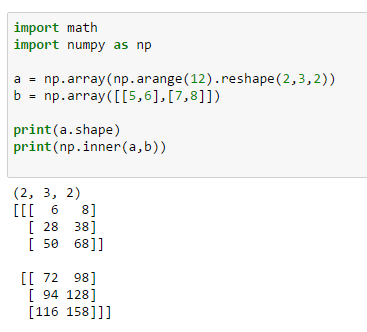 import math
import numpy as np
a = np.array(np.arange(12).reshape(2,3,2))
b = np.array([[5,6],[7,8]])
print(a.shape)
print(np.inner(a,b))
(2, 3, 2)
[[[  6   8]
  [ 28  38]
  [ 50  68]]
 [[ 72  98]
  [ 94 128]
  [116 158]]]